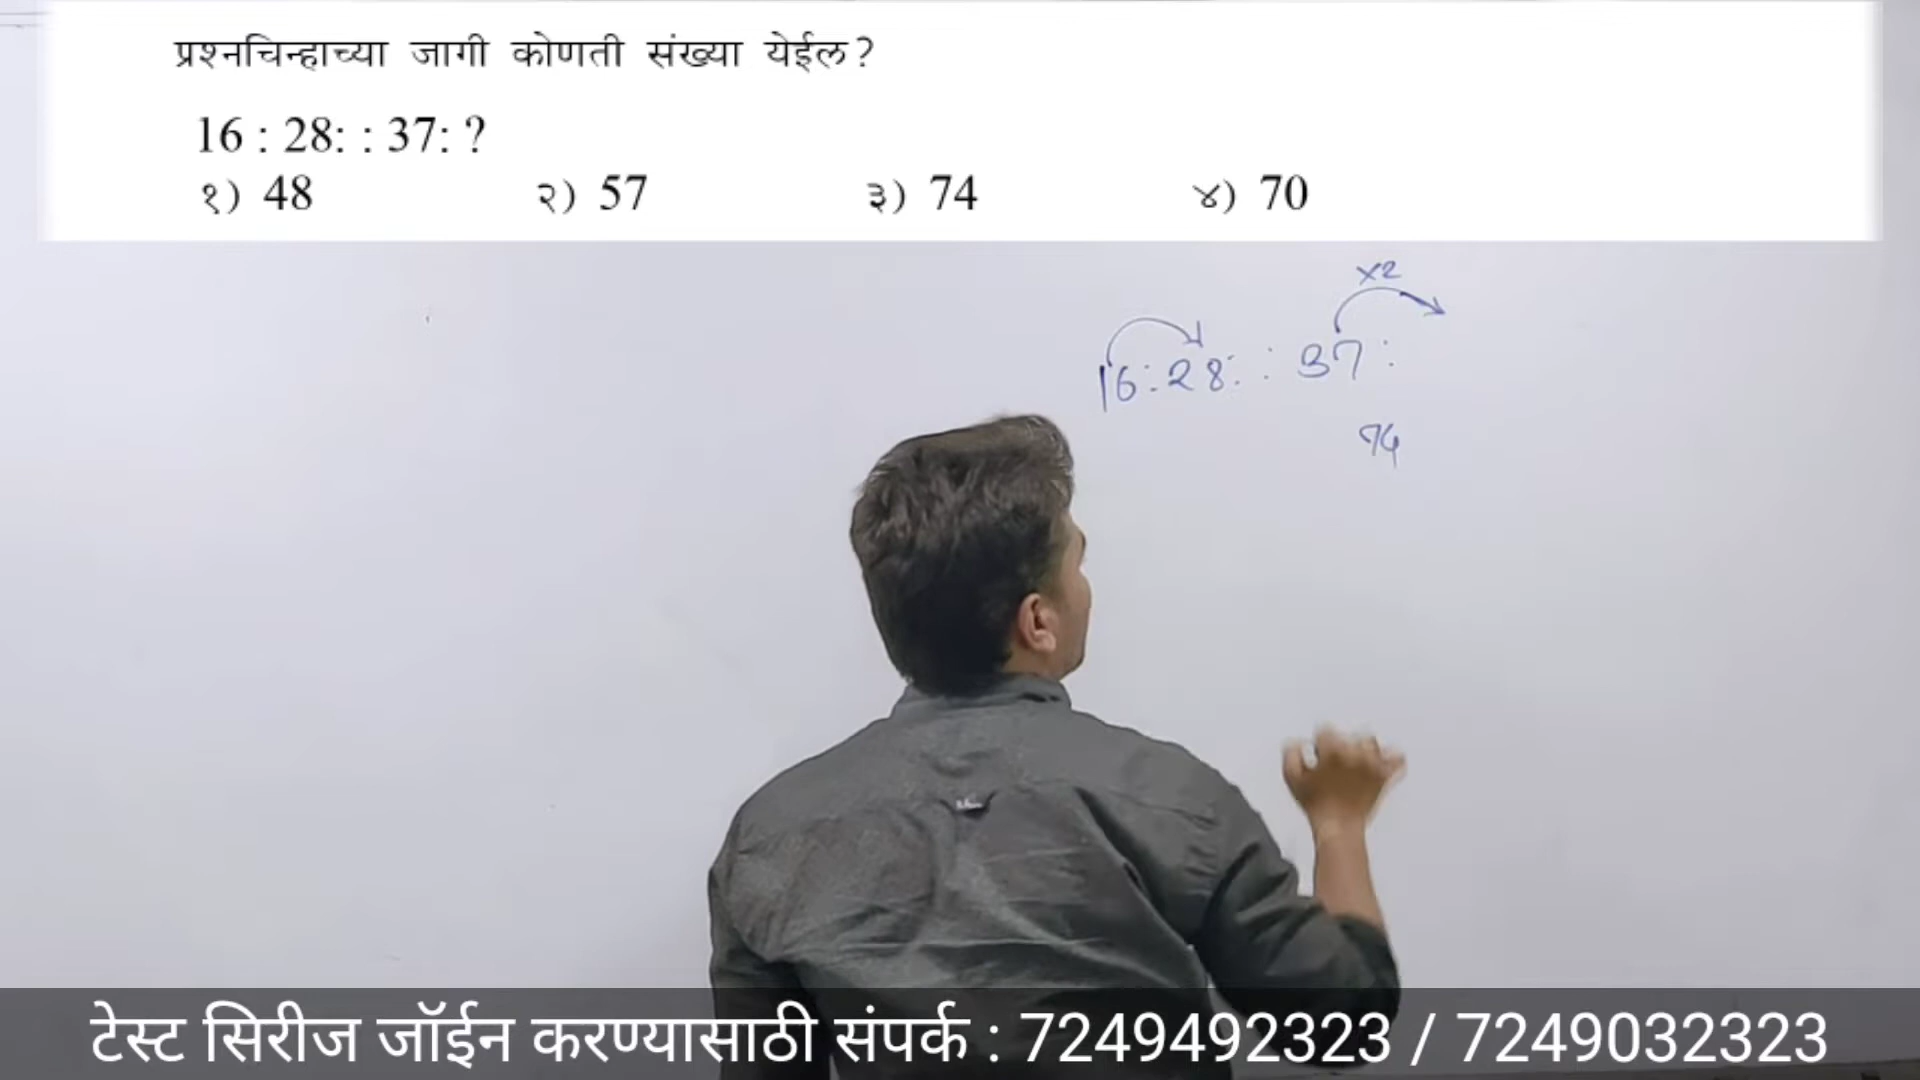 प्रश्नचिन्हाच्या जागी कोणती संख्या येईल?
16 : 28: : 37: ?
१) 48 २) 57 ३) 74 ४) 70
×2
16:28: : 37:
74
टेस्ट सिरीज जॉईन करण्यासाठी संपर्क : 7249492323 / 7249032323